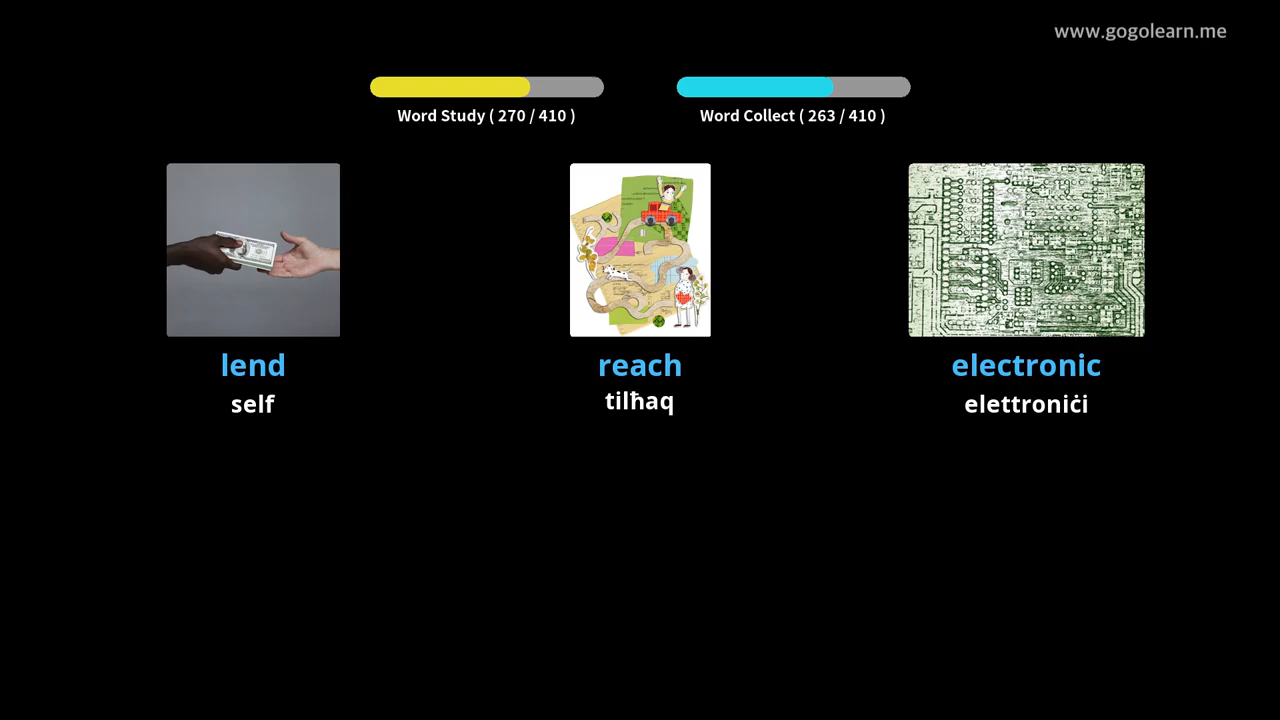 www.gogolearn.me
Word Study ( 270 / 410 )
Word Collect ( 263 / 410 )
lend
self
reach
tilħaq
electronic
elettroniċi